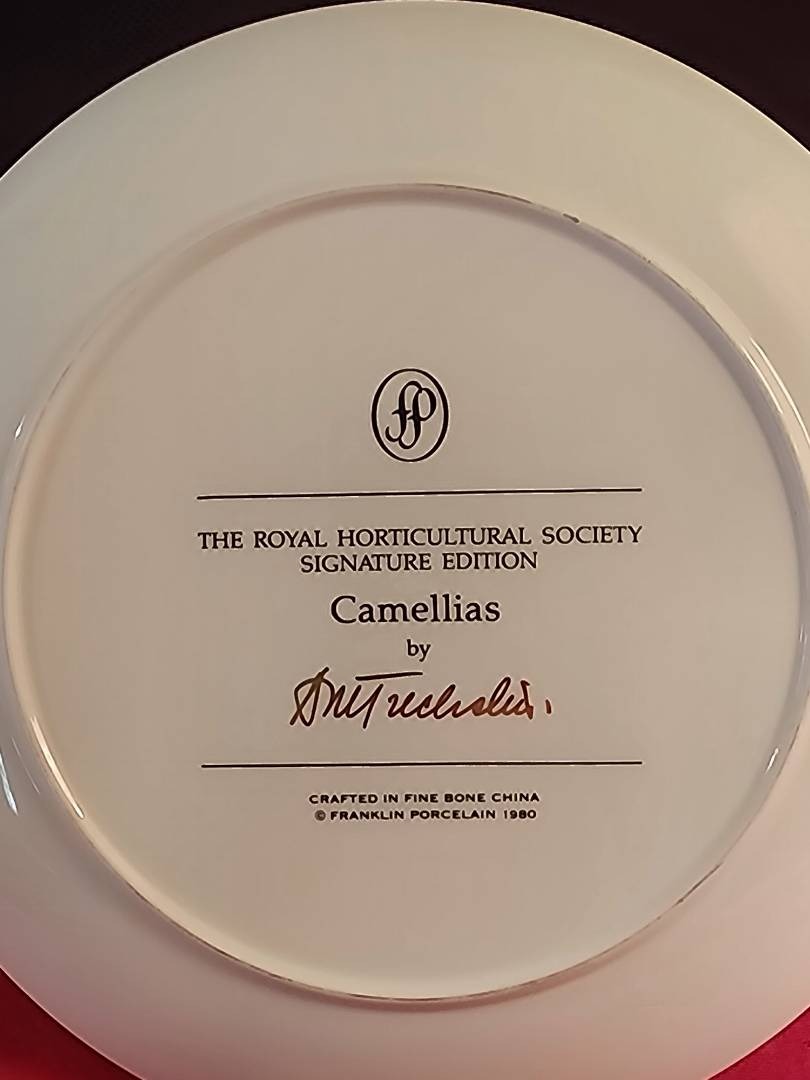 THE ROYAL HORTICULTURAL SOCIETY
SIGNATURE EDITION
Camellias
by
CRAFTED IN FINE BONE CHINA
© FRANKLIN PORCELAIN 1980